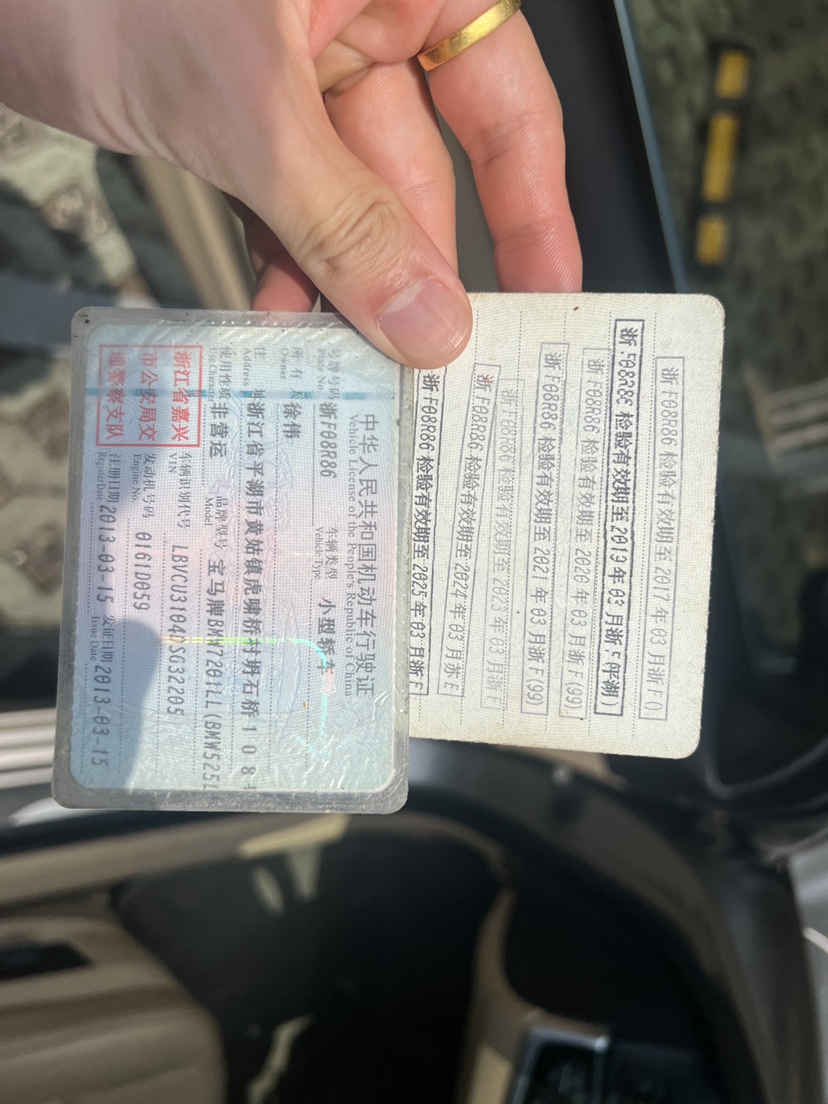 中华人民共和国机动车行驶证
Vehicle License of the People's Republic of China
号牌号码 浙F08R86 车辆类型 小型轿车
Plate No. Vehicle Type
所有人 徐伟
Owner
住址 浙江省平湖市黄姑镇虎啸桥村坍石桥108
Address
使用性质 非营运 品牌型号 宝马牌BMW7201LL(BMW525L
Use Character Model
浙江省嘉兴
市公安局交
通警察支队
车辆识别代号 LBVCU3104DSG32205
VIN
发动机号码 0161D059
Engine No.
注册日期 2013-03-15 发证日期 2013-03-15
Register Date Issue Date
浙F08R86 检验有效期至2017年03月浙F()
浙F08R86 检验有效期至2019年03月浙F(平湖)
浙F08R86 检验有效期至2020年03月浙F(99)
浙F08R86 检验有效期至2021年03月浙F(99)
浙F08R86 检验有效期至2023年03月浙F
浙F08R86 检验有效期至2024年03月苏E
浙F08R86 检验有效期至2025年03月浙F